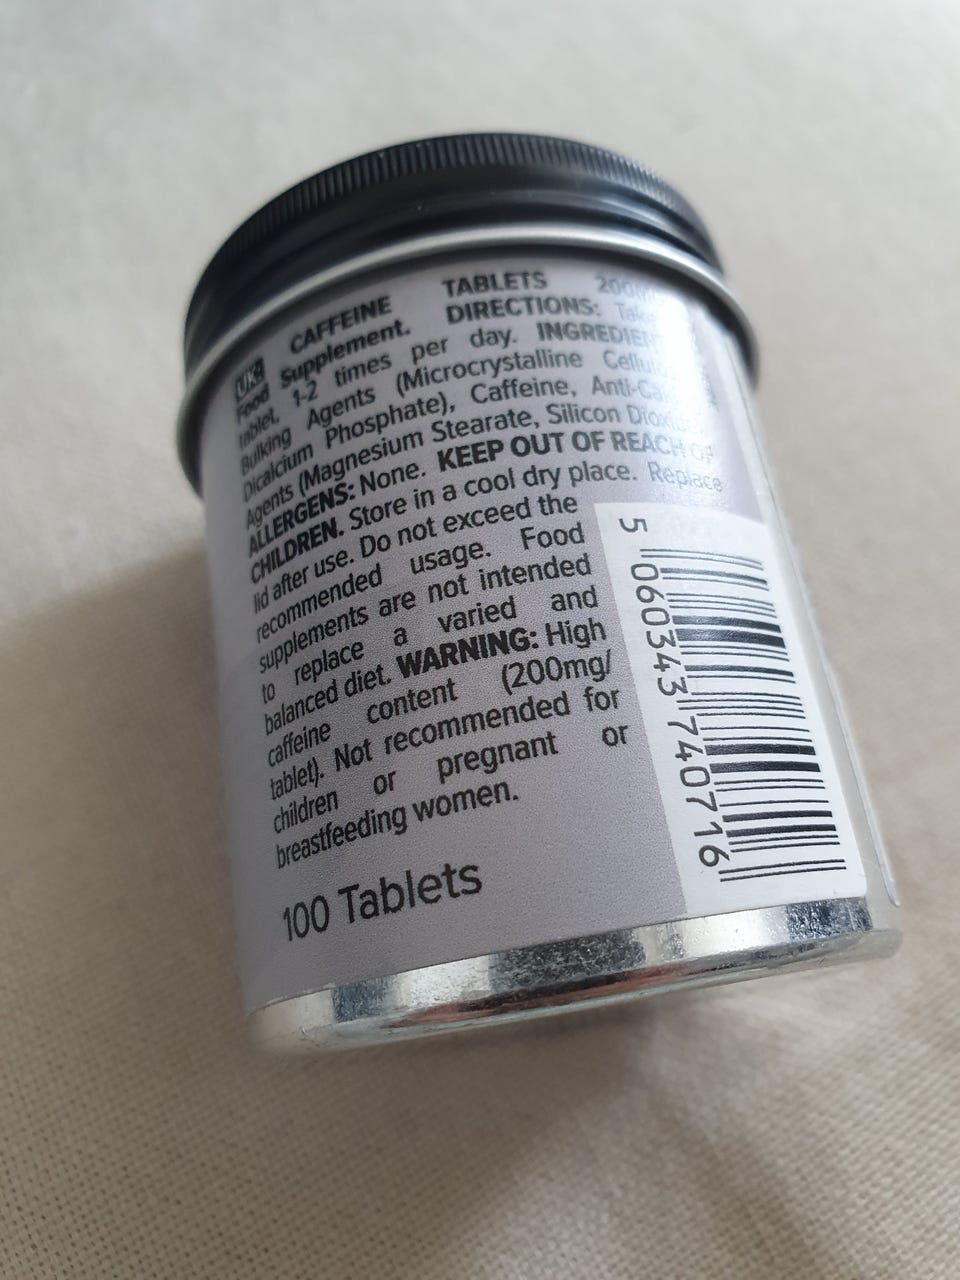 UK: CAFFEINE TABLETS
Food Supplement. DIRECTIONS:
tablet, 1-2 times per day.
Bulking Agents (Microcrystalline
Dicalcium Phosphate), Caffeine,
Agents (Magnesium Stearate, Silicon
ALLERGENS: None. KEEP OUT OF REACH OF
CHILDREN. Store in a cool dry place. Replace
lid after use. Do not exceed the
recommended usage. Food
supplements are not intended
to replace a varied and
balanced diet. WARNING: High
caffeine content (200mg/
tablet). Not recommended for
children or pregnant or
breastfeeding women.
100 Tablets
5 060343 740716